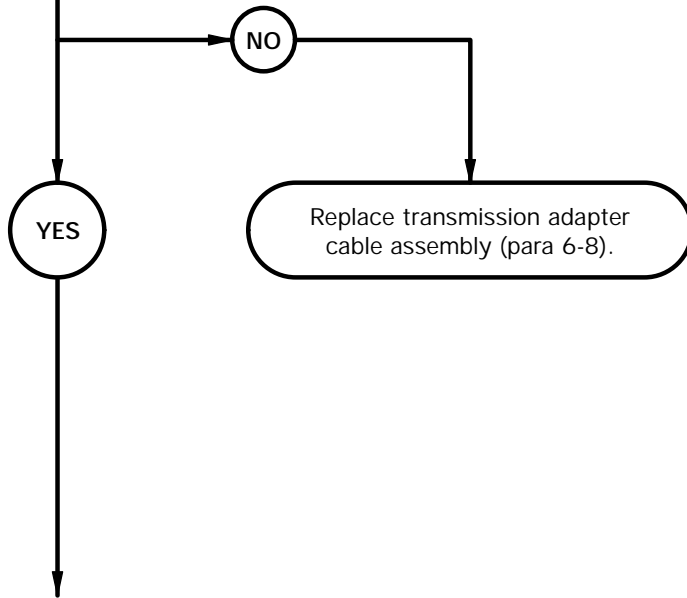 NO
YES
Replace transmission adapter
cable assembly (para 6-8).